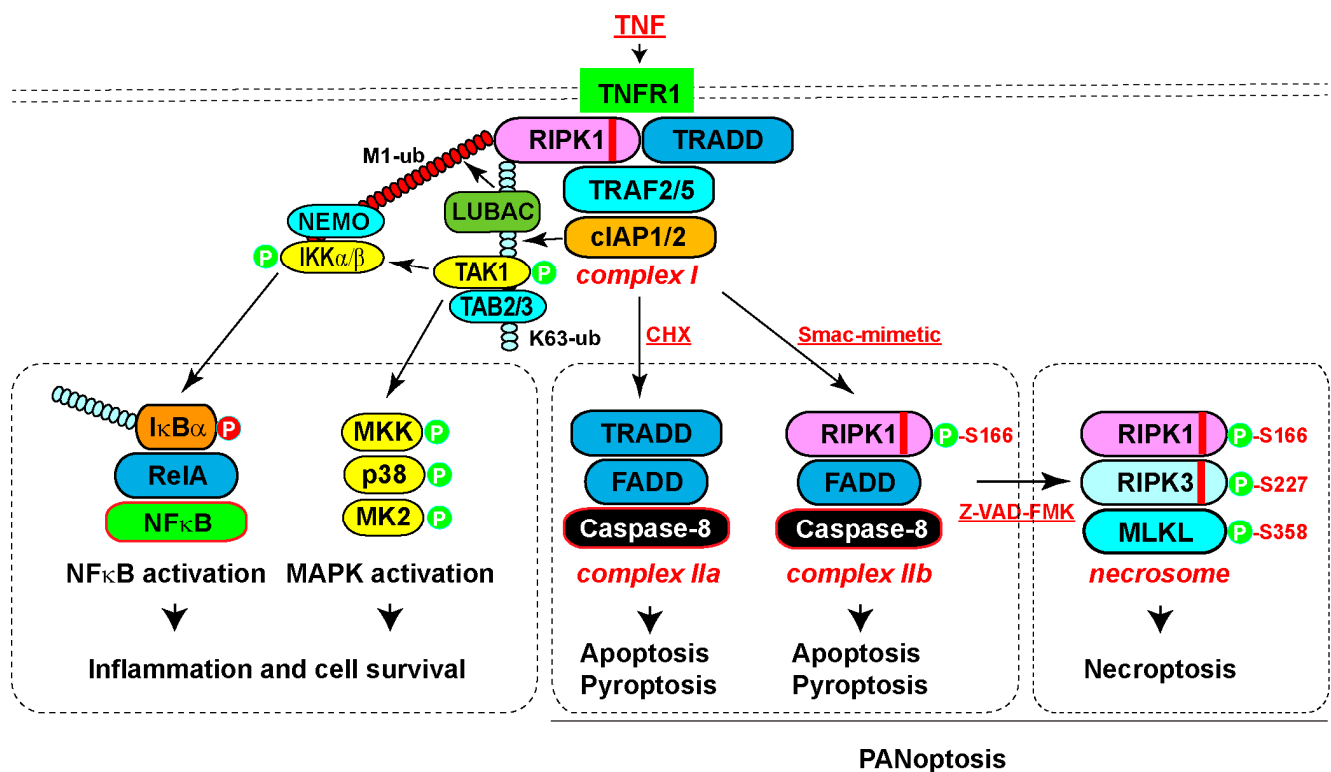 TNF
TNFR1
RIPK1
TRADD
M1-ub
TRAF2/5
LUBAC
NEMO
cIAP1/2
P
IKKα/β
TAK1
P
complex I
TAB2/3
K63-ub
CHX
Smac-mimetic
IκBα
P
RelA
NFκB
NFκB activation
MKK
P
p38
P
MK2
P
MAPK activation
Inflammation and cell survival
TRADD
FADD
Caspase-8
complex IIa
Apoptosis
Pyroptosis
RIPK1
P
-S166
FADD
Caspase-8
complex IIb
Apoptosis
Pyroptosis
Z-VAD-FMK
RIPK1
P
-S166
RIPK3
P
-S227
MLKL
P
-S358
necrosome
Necroptosis
PANoptosis